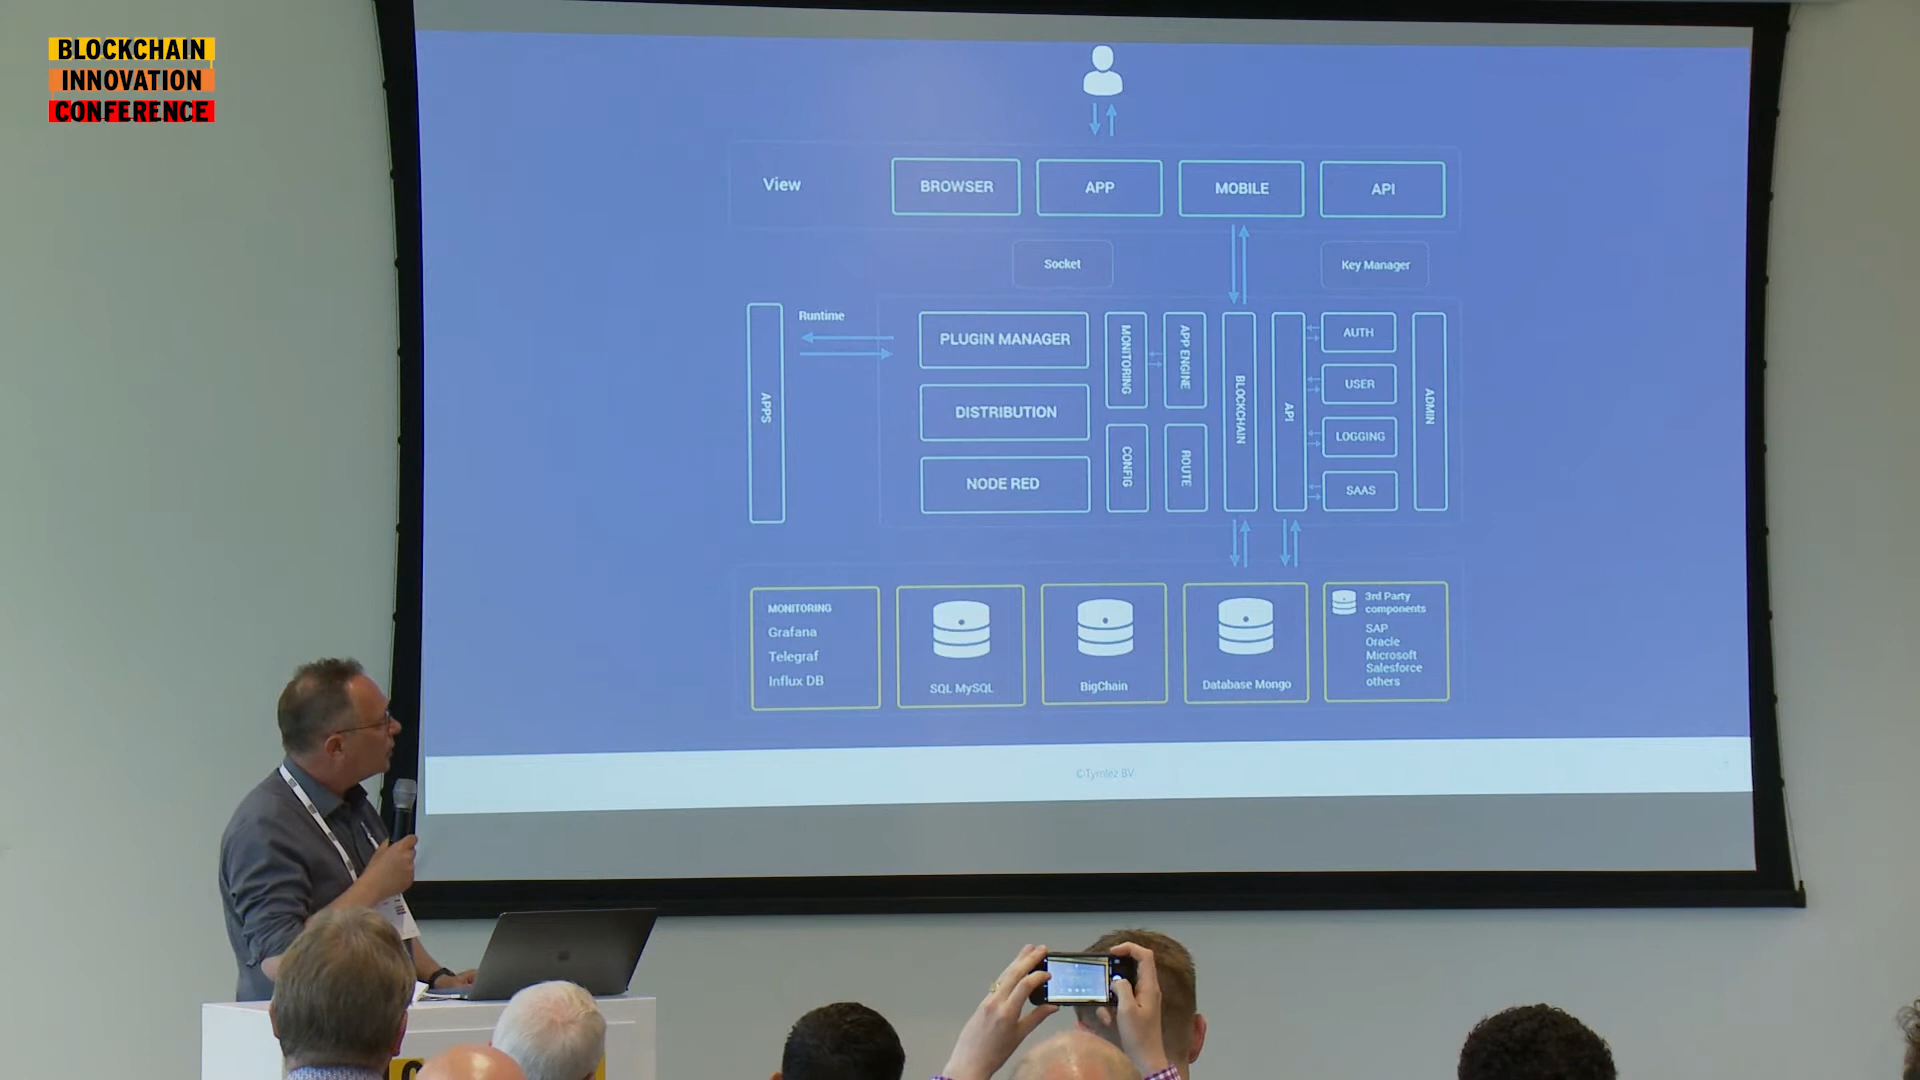 BLOCKCHAIN
INNOVATION
CONFERENCE
View
BROWSER
APP
MOBILE
API
Socket
Key Manager
APPS
Runtime
PLUGIN MANAGER
DISTRIBUTION
NODE RED
MONITORING
CONFIG
APP ENGINE
ROUTE
BLOCKCHAIN
API
AUTH
USER
LOGGING
SAAS
ADMIN
MONITORING
Grafana
Telegraf
Influx DB
SQL MySQL
BigChain
Database Mongo
3rd Party
components
SAP
Oracle
Microsoft
Salesforce
others
© Tymlez BV